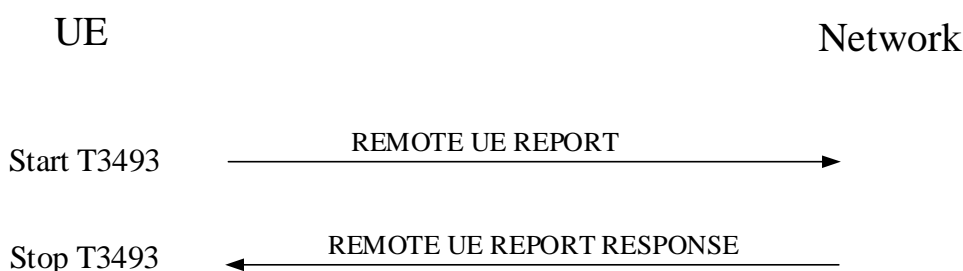 UE
Network
Start T3493
REMOTE UE REPORT
Stop T3493
REMOTE UE REPORT RESPONSE